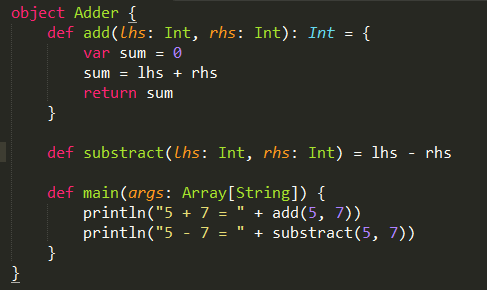 object Adder {
    def add(lhs: Int, rhs: Int): Int = {
        var sum = 0
        sum = lhs + rhs
        return sum
    }

    def substract(lhs: Int, rhs: Int) = lhs - rhs

    def main(args: Array[String]) {
        println("5 + 7 = " + add(5, 7))
        println("5 - 7 = " + substract(5, 7))
    }
}